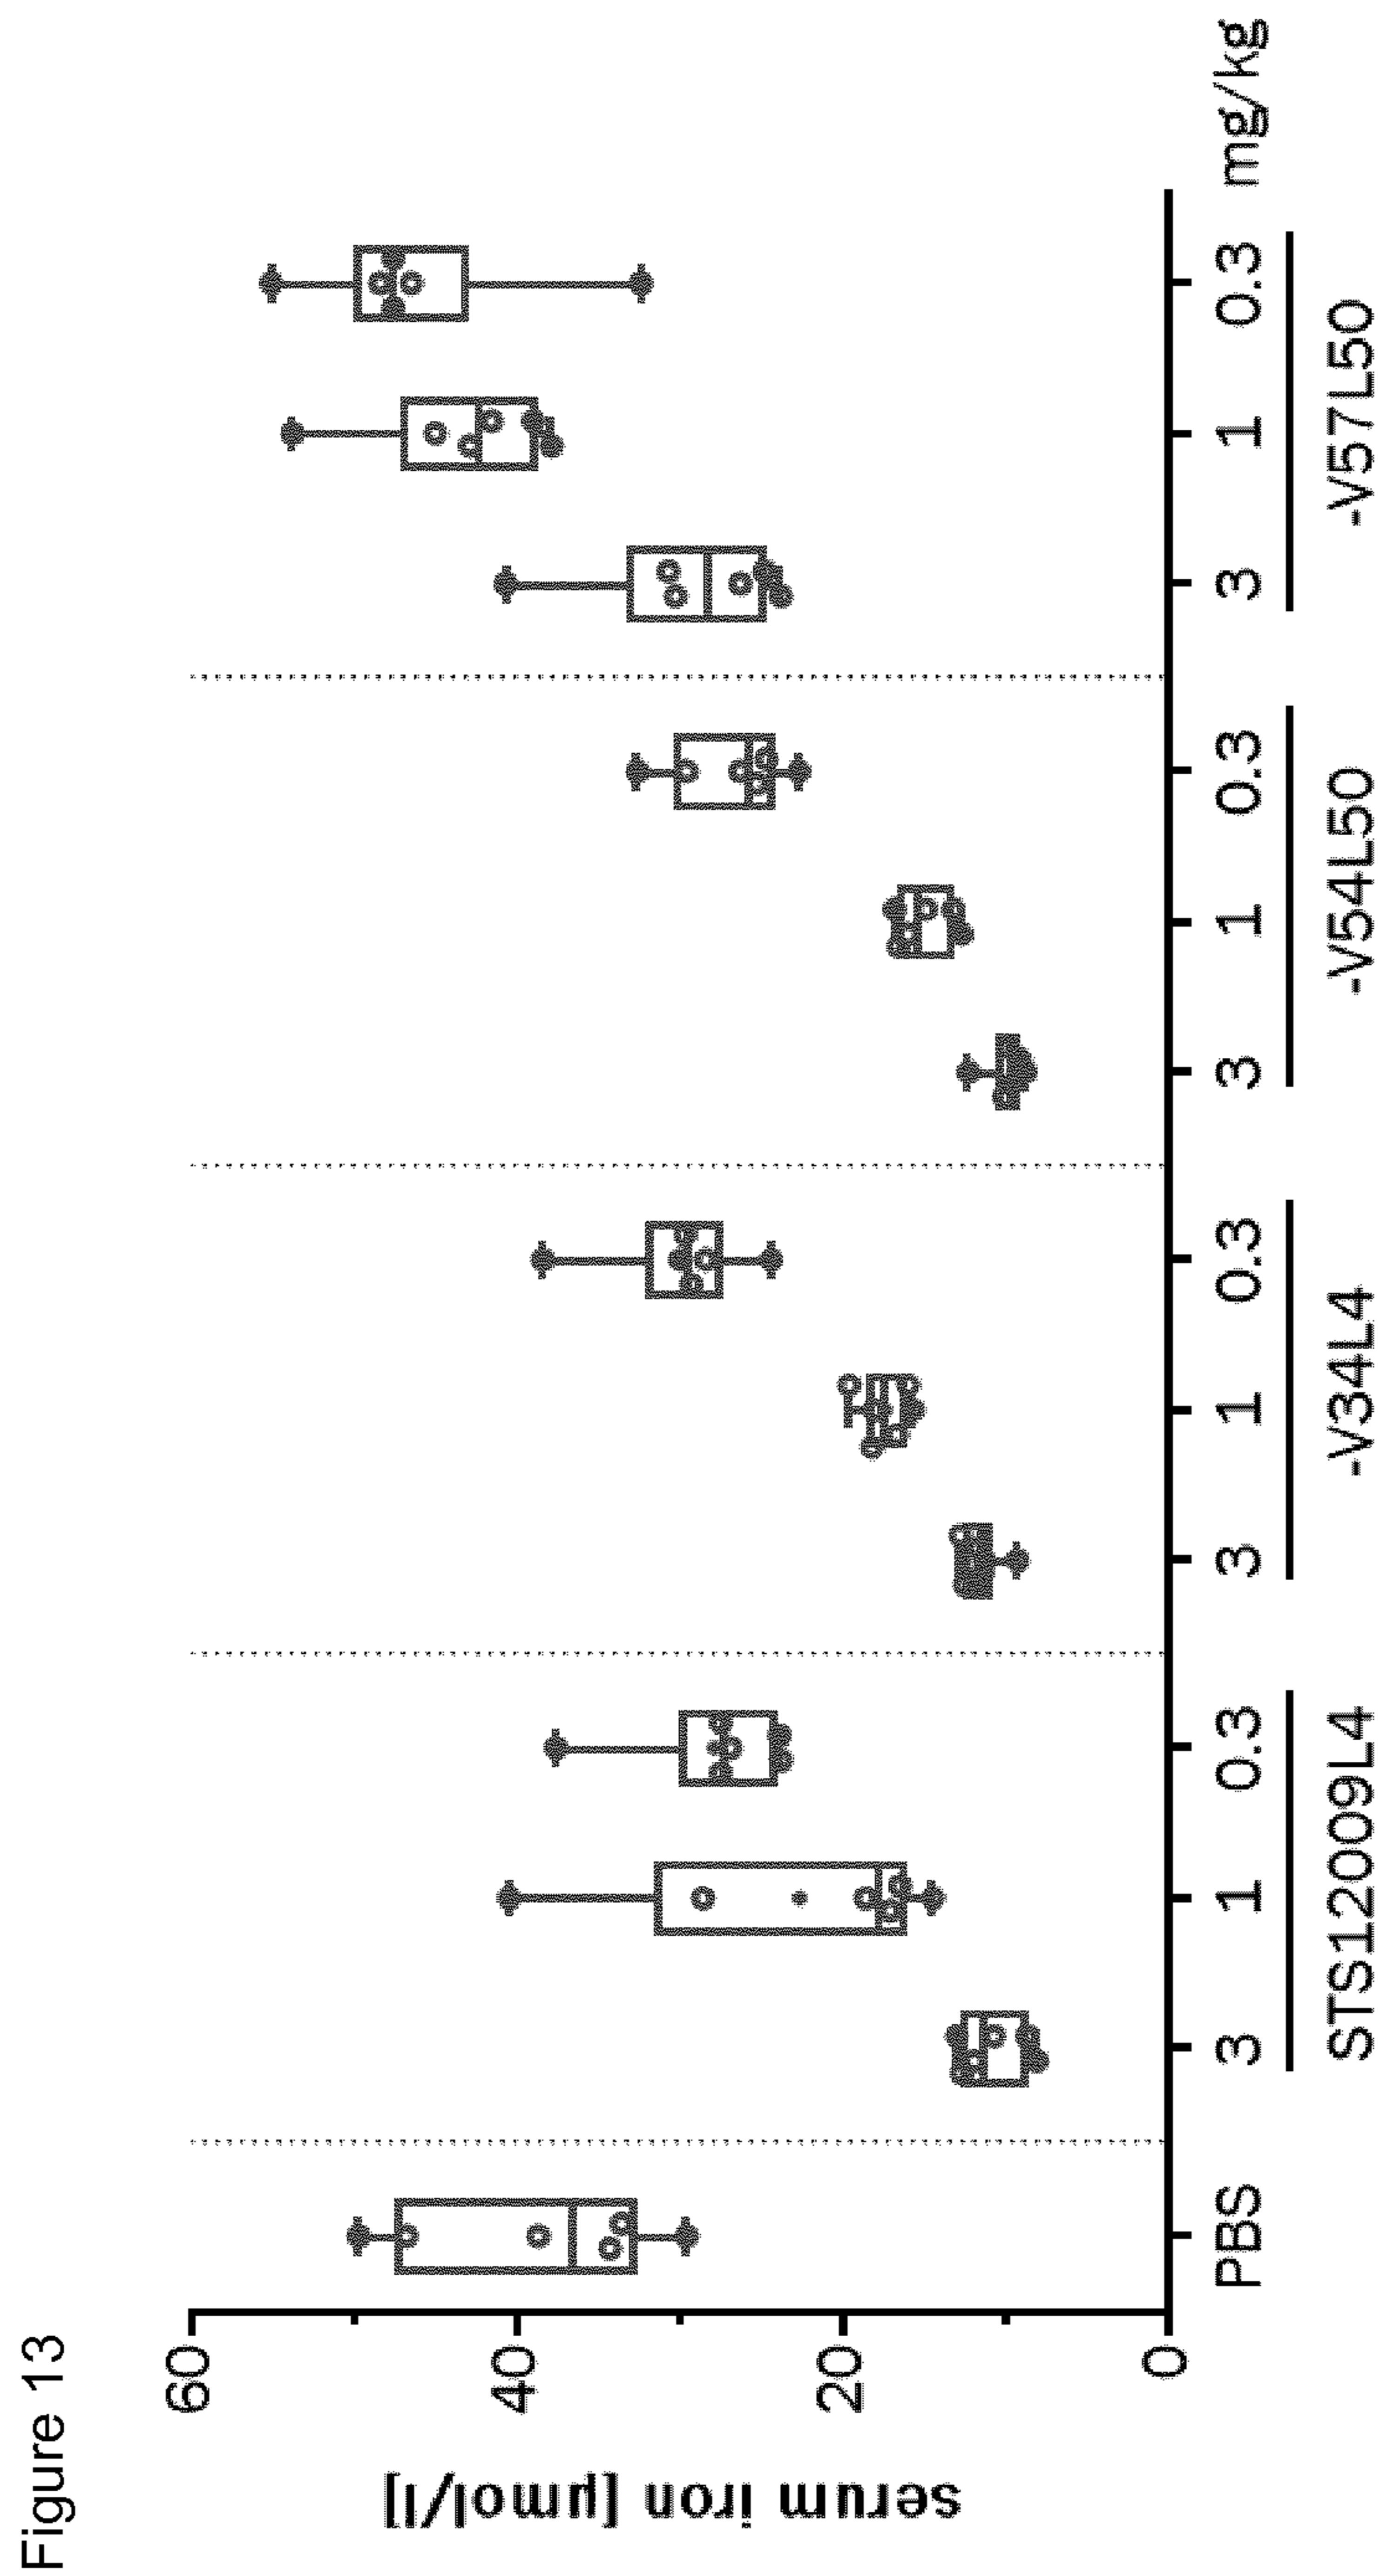 Figure 13
serum iron [µmol/l]
60
40
20
0
PBS 3 1 0.3 3 1 0.3 3 1 0.3 3 1 0.3 mg/kg
STS12009L4 -V34L4 -V54L50 -V57L50